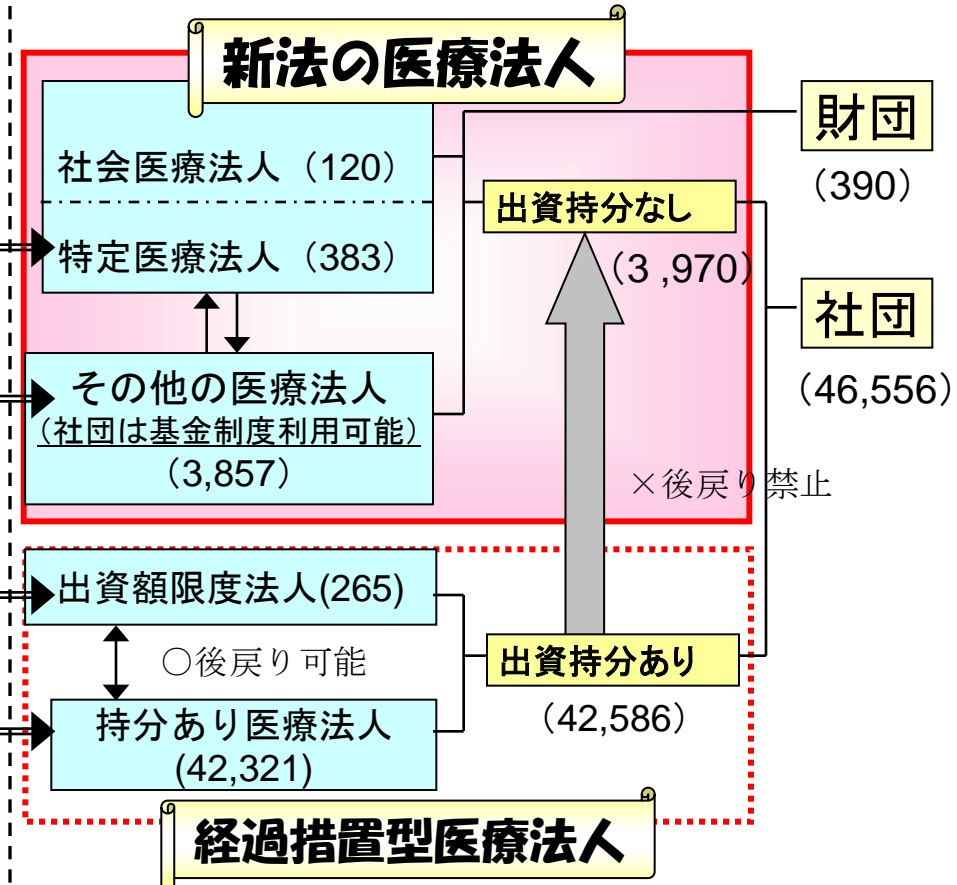 新法の医療法人
社会医療法人（120）
特定医療法人（383）
その他の医療法人
（社団は基金制度利用可能）
（3,857）
出資持分なし
（3 ,970）
財団
（390）
社団
（46,556）
×後戻り禁止
出資額限度法人(265)
○後戻り可能
持分あり医療法人
(42,321)
出資持分あり
（42,586）
経過措置型医療法人